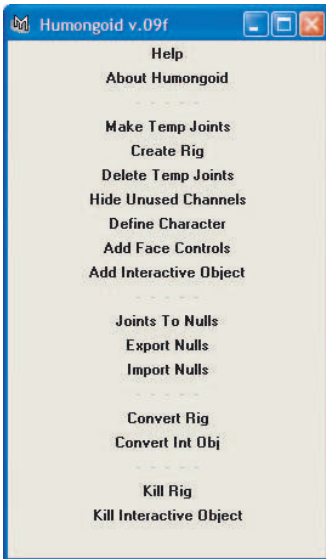 Humongoid v.09f
Help
About Humongoid
- - - - -
Make Temp Joints
Create Rig
Delete Temp Joints
Hide Unused Channels
Define Character
Add Face Controls
Add Interactive Object
- - - - -
Joints To Nulls
Export Nulls
Import Nulls
- - - - -
Convert Rig
Convert Int Obj
- - - - -
Kill Rig
Kill Interactive Object